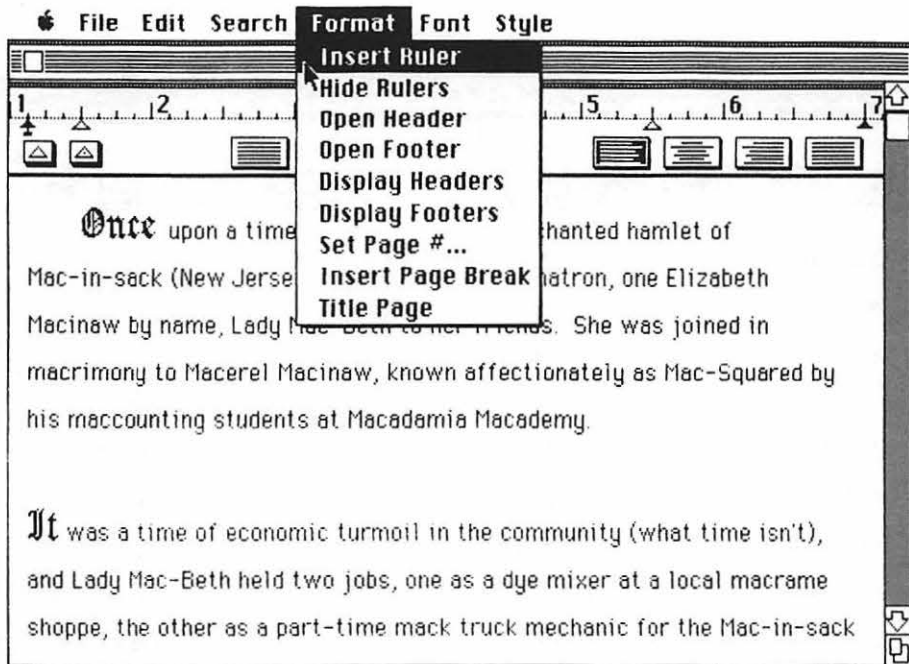 File Edit Search Format Font Style
Insert Ruler
Hide Rulers
Open Header
Open Footer
Display Headers
Display Footers
Set Page #...
Insert Page Break
Title Page
1 2 5 6 7
Once upon a time hanted hamlet of
Mac-in-sack (New Jerse atron, one Elizabeth
Macinaw by name, Lady Mac-Beth to her friends. She was joined in
macrimony to Macerel Macinaw, known affectionately as Mac-Squared by
his maccounting students at Macadamia Macademy.
It was a time of economic turmoil in the community (what time isn't),
and Lady Mac-Beth held two jobs, one as a dye mixer at a local macrame
shoppe, the other as a part-time mack truck mechanic for the Mac-in-sack